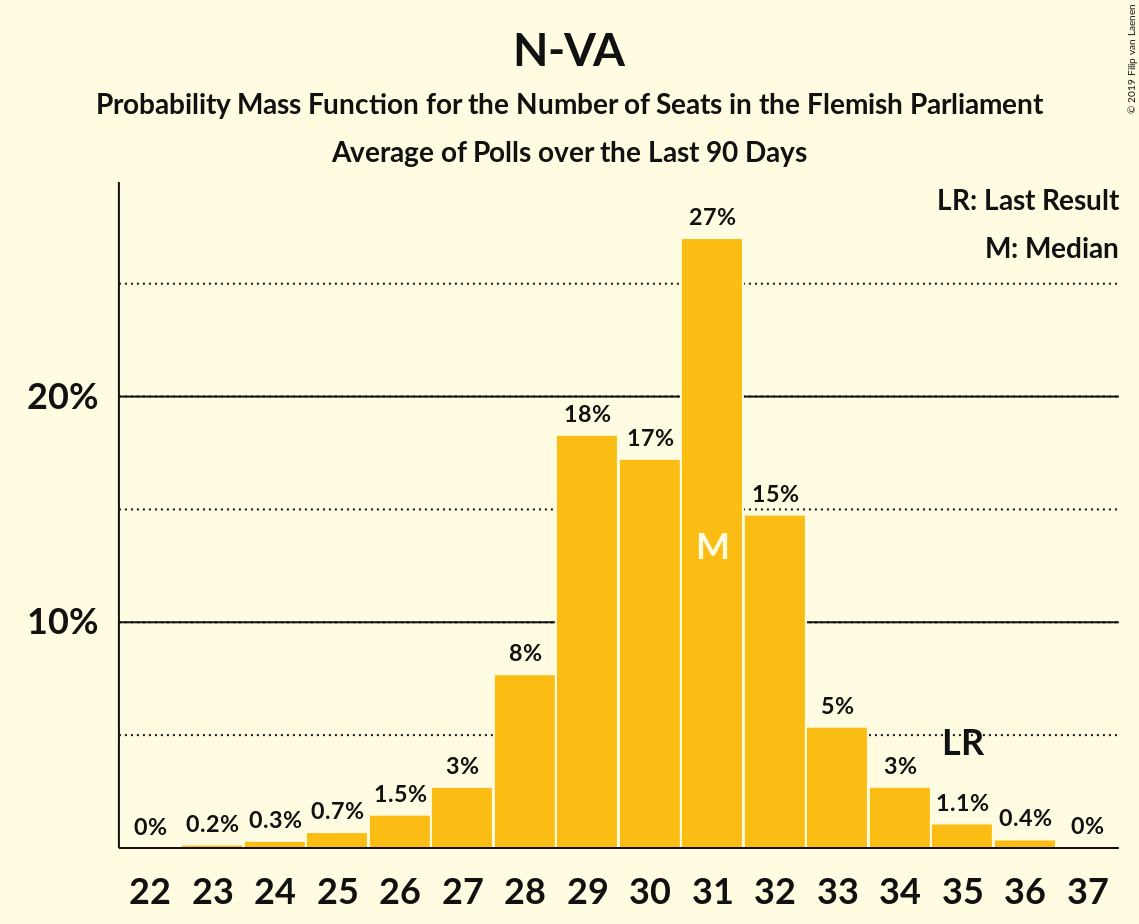 N-VA
Probability Mass Function for the Number of Seats in the Flemish Parliament
Average of Polls over the Last 90 Days
© 2019 Filip van Laenen
LR: Last Result
M: Median
20%
10%
0%
0.2%
0.3%
0.7%
1.5%
3%
8%
18%
17%
27%
15%
5%
3%
1.1%
0.4%
0%
M
LR
22 23 24 25 26 27 28 29 30 31 32 33 34 35 36 37